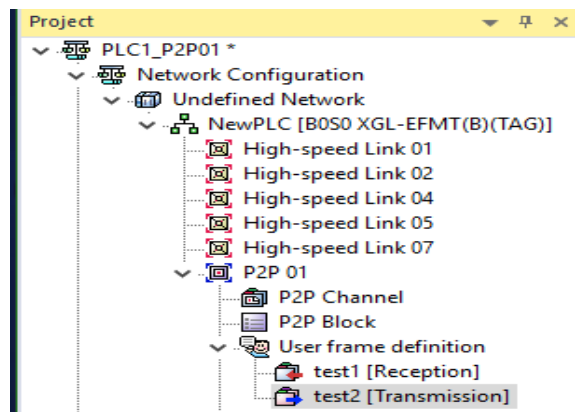 Project
PLC1_P2P01 *
Network Configuration
Undefined Network
NewPLC [B0S0 XGL-EFMT(B)(TAG)]
High-speed Link 01
High-speed Link 02
High-speed Link 04
High-speed Link 05
High-speed Link 07
P2P 01
P2P Channel
P2P Block
User frame definition
test1 [Reception]
test2 [Transmission]